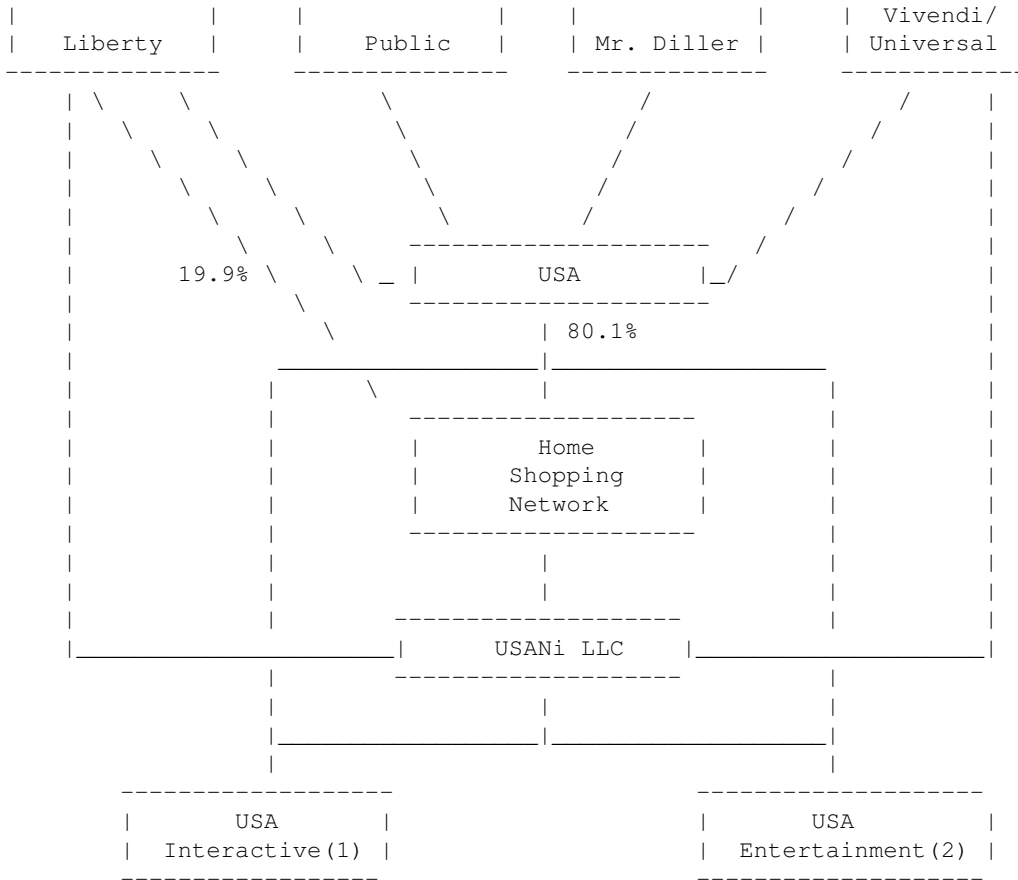 Vivendi/
Liberty Public Mr. Diller Universal
19.9% USA
80.1%
Home
Shopping
Network
USANi LLC
USA USA
Interactive(1) Entertainment(2)